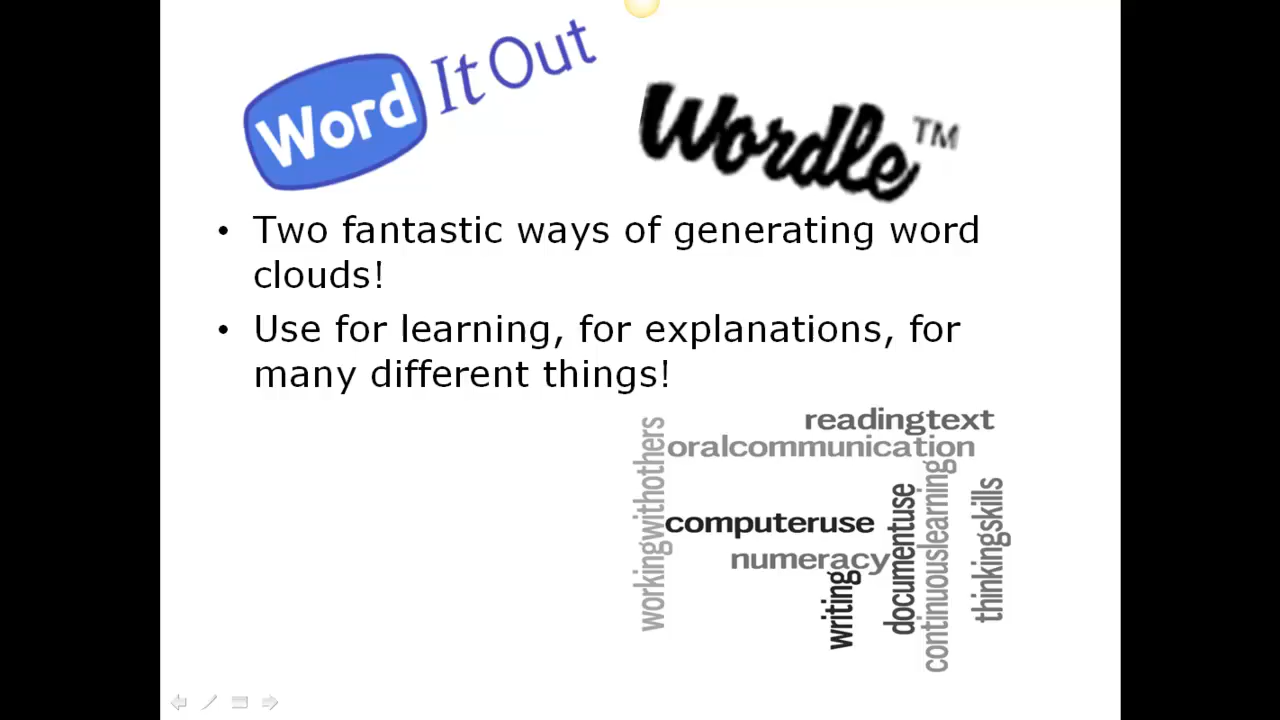 Word It Out
Wordle™
• Two fantastic ways of generating word
clouds!
• Use for learning, for explanations, for
many different things!
readingtext
oralcommunication
workingwithothers
computeruse
numeracy
writing
documentuse
continuouslearning
thinkingskills